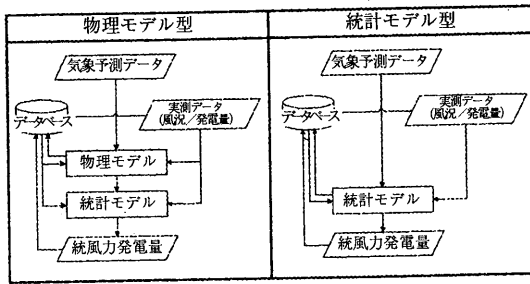 物理モデル型
気象予測データ
データベース
実測データ
(風況／発電量)
物理モデル
統計モデル
統風力発電量
統計モデル型
気象予測データ
データベース
実測データ
(風況／発電量)
統計モデル
統風力発電量